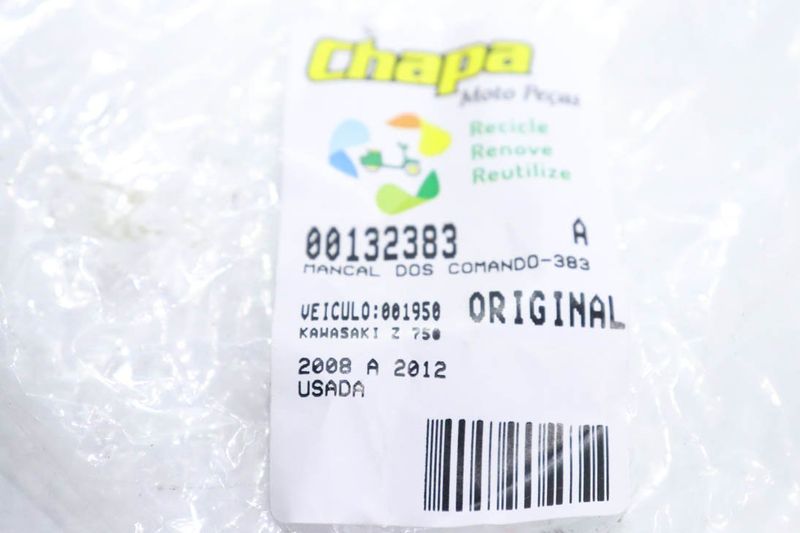 Chapa
Moto Peças
Recicle
Renove
Reutilize
00132383 A
MANCAL DOS COMANDO-383
VEICULO:001950 ORIGINAL
KAWASAKI Z 750
2008 A 2012
USADA